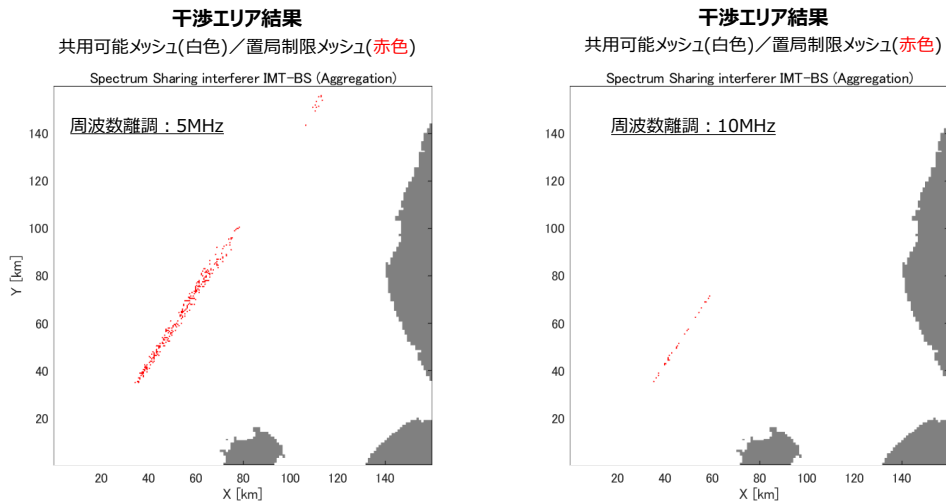 干渉エリア結果
共用可能メッシュ(白色)／置局制限メッシュ(赤色)
Spectrum Sharing interferer IMT-BS (Aggregation)
周波数離調：5MHz
140
120
100
80
60
40
20
Y [km]
20 40 60 80 100 120 140
X [km]
干渉エリア結果
共用可能メッシュ(白色)／置局制限メッシュ(赤色)
Spectrum Sharing interferer IMT-BS (Aggregation)
周波数離調：10MHz
140
120
100
80
60
40
20
20 40 60 80 100 120 140
X [km]